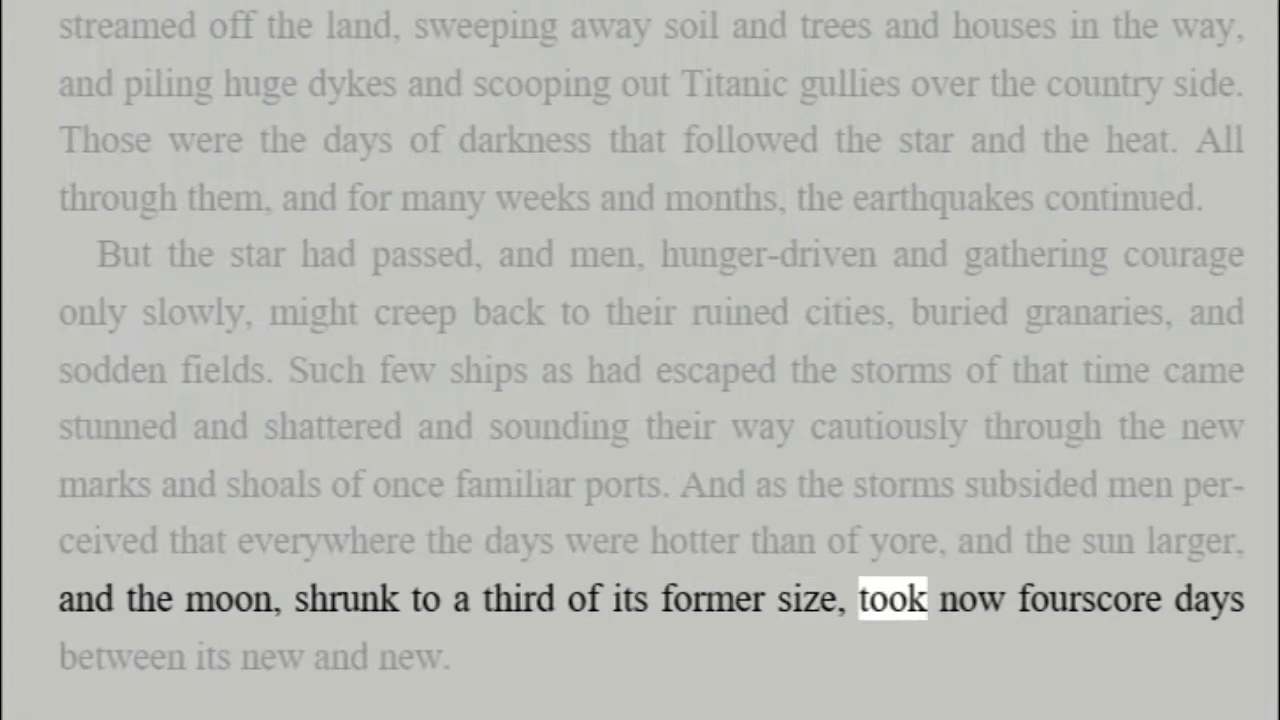 streamed off the land, sweeping away soil and trees and houses in the way,
and piling huge dykes and scooping out Titanic gullies over the country side.
Those were the days of darkness that followed the star and the heat. All
through them, and for many weeks and months, the earthquakes continued.
But the star had passed, and men, hunger-driven and gathering courage
only slowly, might creep back to their ruined cities, buried granaries, and
sodden fields. Such few ships as had escaped the storms of that time came
stunned and shattered and sounding their way cautiously through the new
marks and shoals of once familiar ports. And as the storms subsided men per-
ceived that everywhere the days were hotter than of yore, and the sun larger,
and the moon, shrunk to a third of its former size, took now fourscore days
between its new and new.